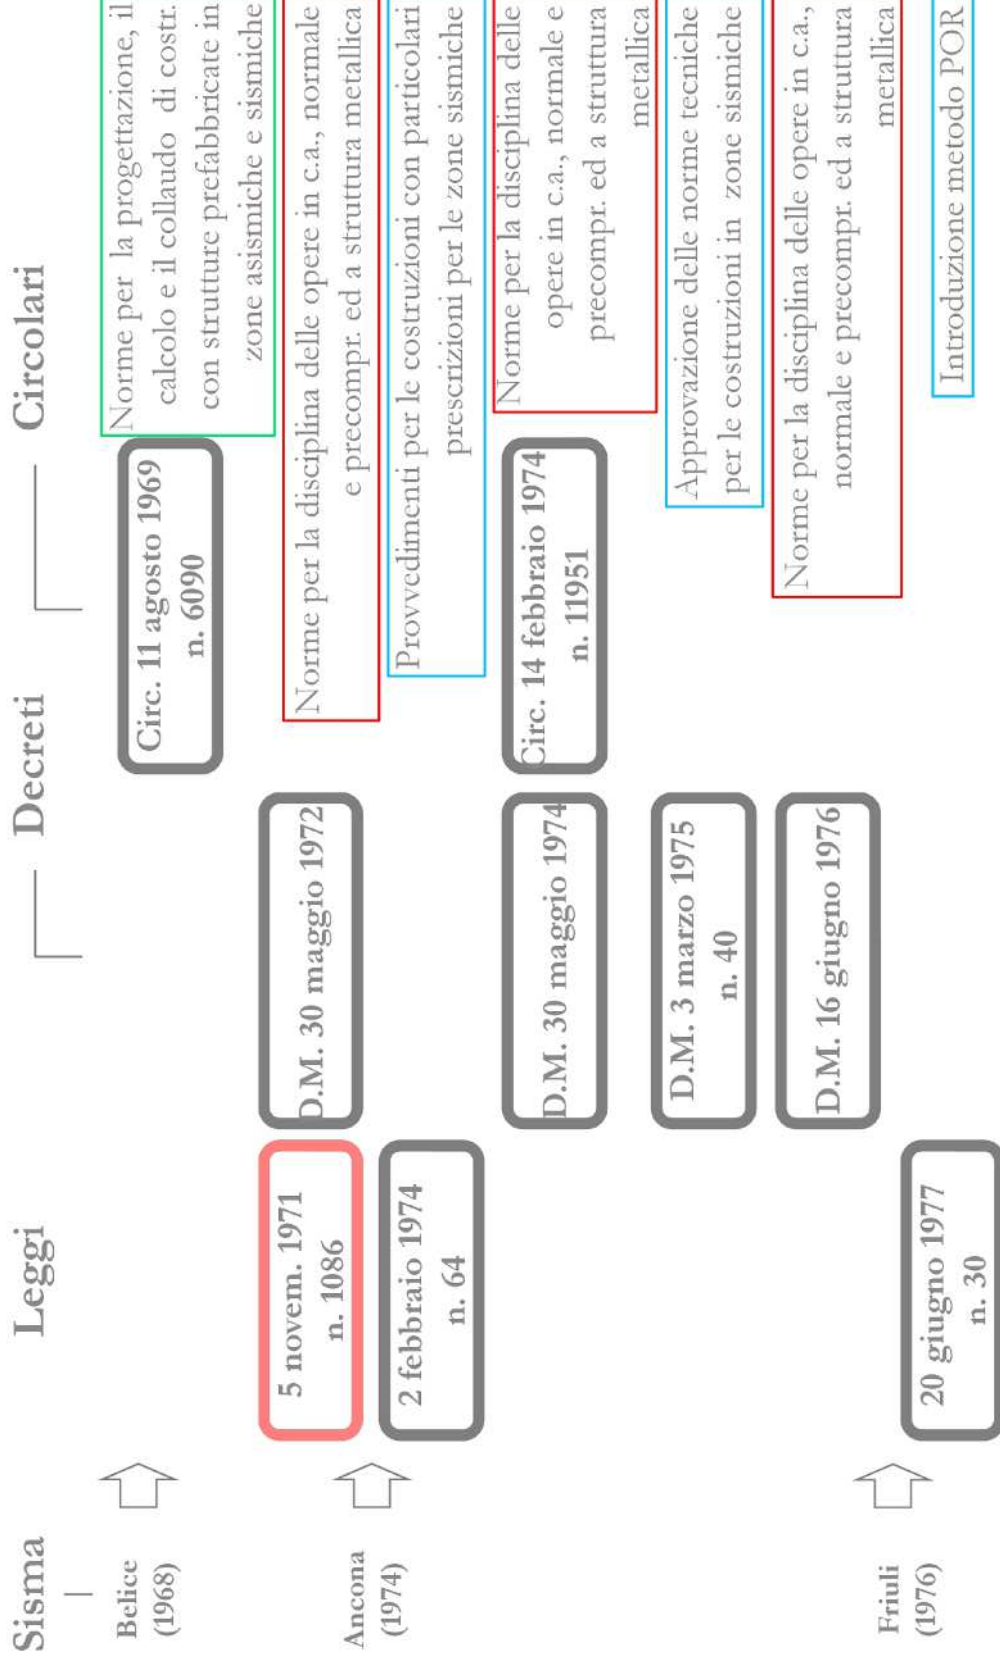 Sisma
Leggi
Decreti
Circolari
Belice
(1968)
Circ. 11 agosto 1969
n. 6090
Norme per la progettazione, il
calcolo e il collaudo di costr.
con strutture prefabbricate in
zone asismiche e sismiche
5 novem. 1971
n. 1086
D.M. 30 maggio 1972
Norme per la disciplina delle opere in c.a., normale
e precompr. ed a struttura metallica
Ancona
(1974)
2 febbraio 1974
n. 64
Provvedimenti per le costruzioni con particolari
prescrizioni per le zone sismiche
D.M. 30 maggio 1974
Circ. 14 febbraio 1974
n. 11951
Norme per la disciplina delle
opere in c.a., normale e
precompr. ed a struttura
metallica
D.M. 3 marzo 1975
n. 40
Approvazione delle norme tecniche
per le costruzioni in zone sismiche
D.M. 16 giugno 1976
Norme per la disciplina delle opere in c.a.,
normale e precompr. ed a struttura
metallica
Friuli
(1976)
20 giugno 1977
n. 30
Introduzione metodo POR